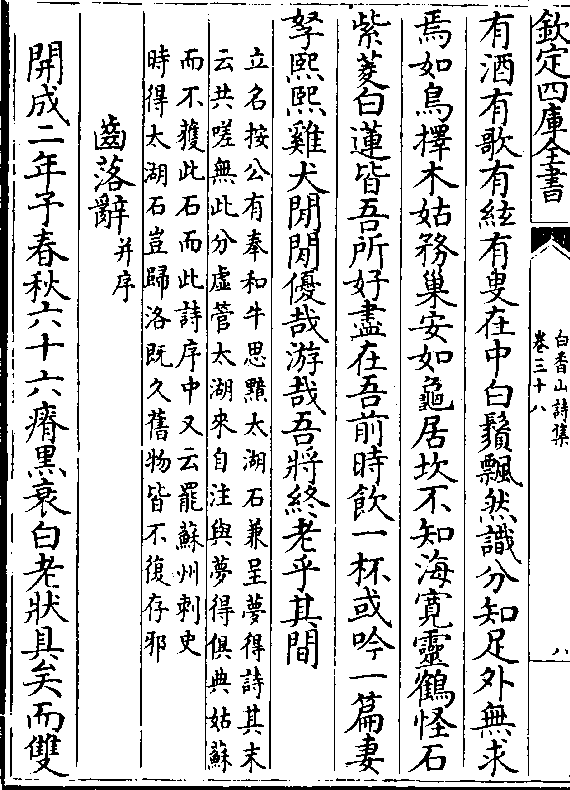 欽定四庫全書
白香山詩集
卷三十八
八
有酒有歌有絃有叟在中白鬚飄然識分知足外無求
焉如鳥擇木姑務巢安如龜居坎不知海寛靈鶴怪石
紫菱白蓮皆吾所好盡在吾前時飲一杯或吟一篇妻
孥熙熙雞犬閒閒優哉游哉吾將終老乎其間
立名按公有奉和牛思黯太湖石兼呈夢得詩其末
云共嗟無此分虛管太湖來自注與夢得俱典姑蘇
而不獲此石而此詩序中又云罷蘇州刺史
時得太湖石豈歸洛既久舊物皆不復存邪
齒落辭并序
開成二年予春秋六十六瘠黑衰白老狀具矣而雙